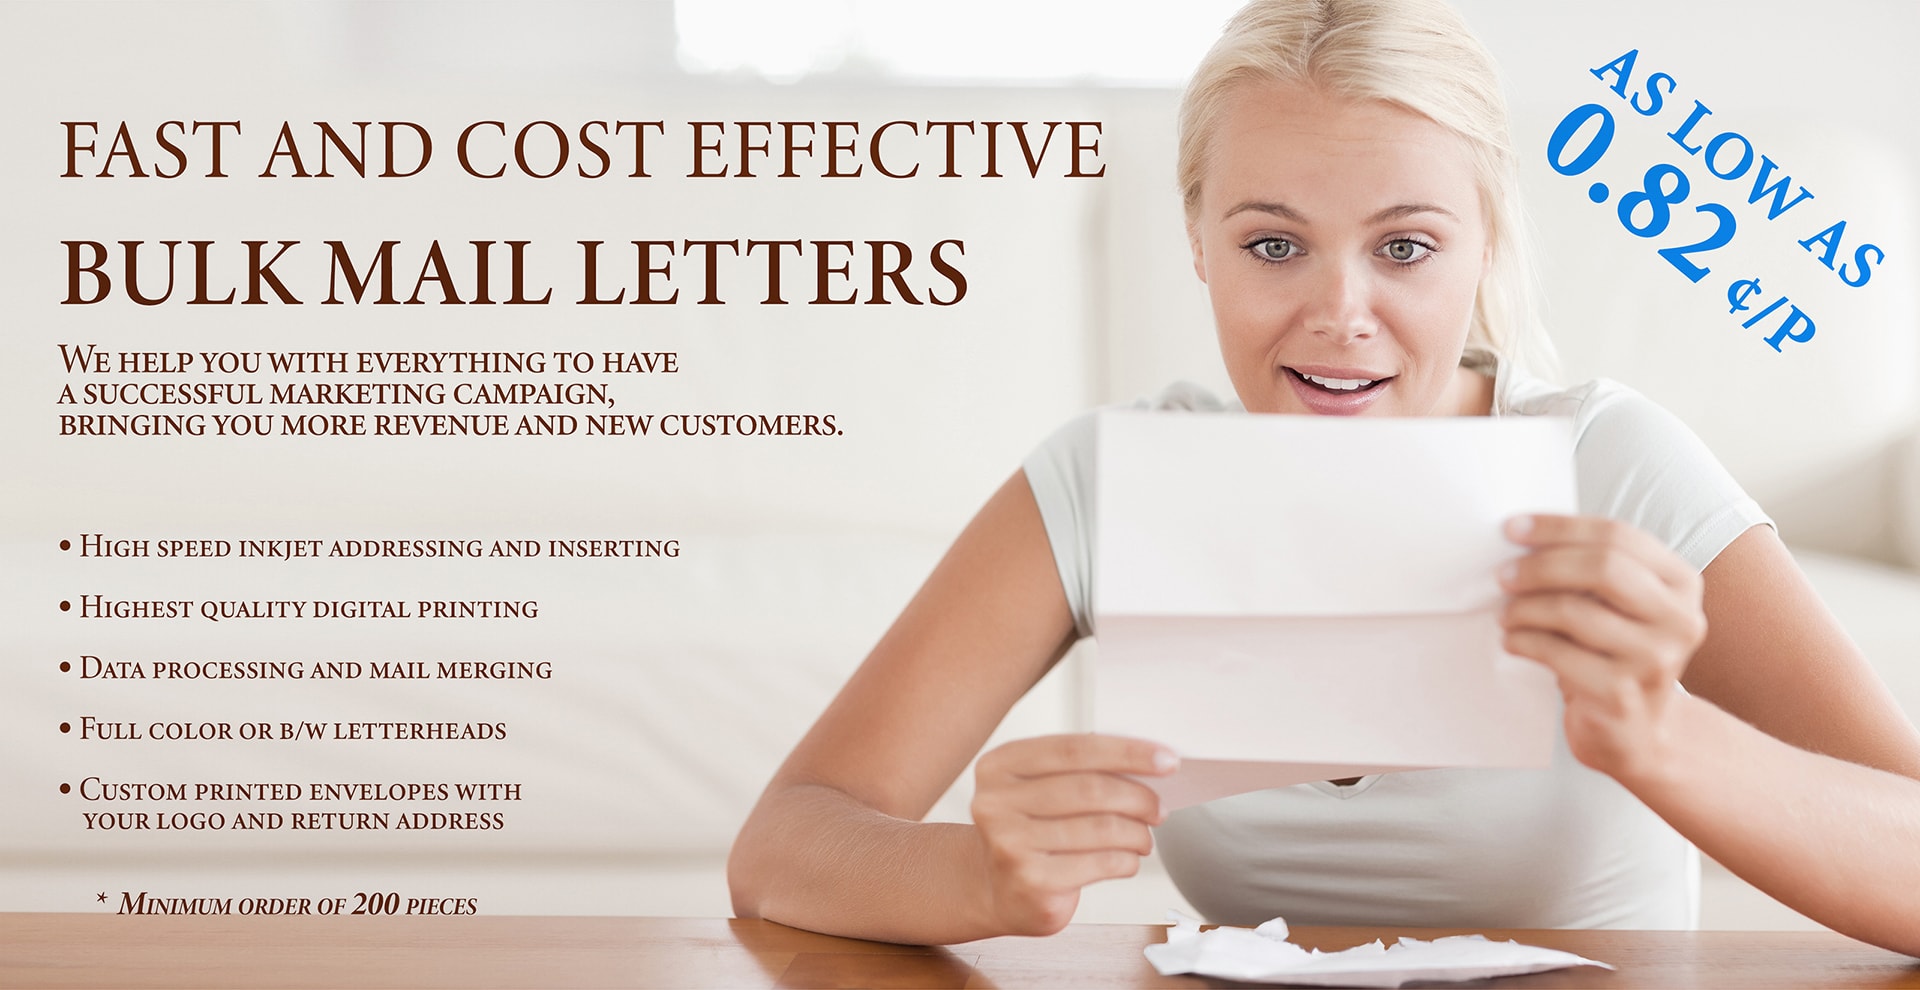 FAST AND COST EFFECTIVE
BULK MAIL LETTERS
WE HELP YOU WITH EVERYTHING TO HAVE
A SUCCESSFUL MARKETING CAMPAIGN,
BRINGING YOU MORE REVENUE AND NEW CUSTOMERS.
• HIGH SPEED INKJET ADDRESSING AND INSERTING
• HIGHEST QUALITY DIGITAL PRINTING
• DATA PROCESSING AND MAIL MERGING
• FULL COLOR OR B/W LETTERHEADS
• CUSTOM PRINTED ENVELOPES WITH
YOUR LOGO AND RETURN ADDRESS
* MINIMUM ORDER OF 200 PIECES
AS LOW AS
0.82 ¢/P